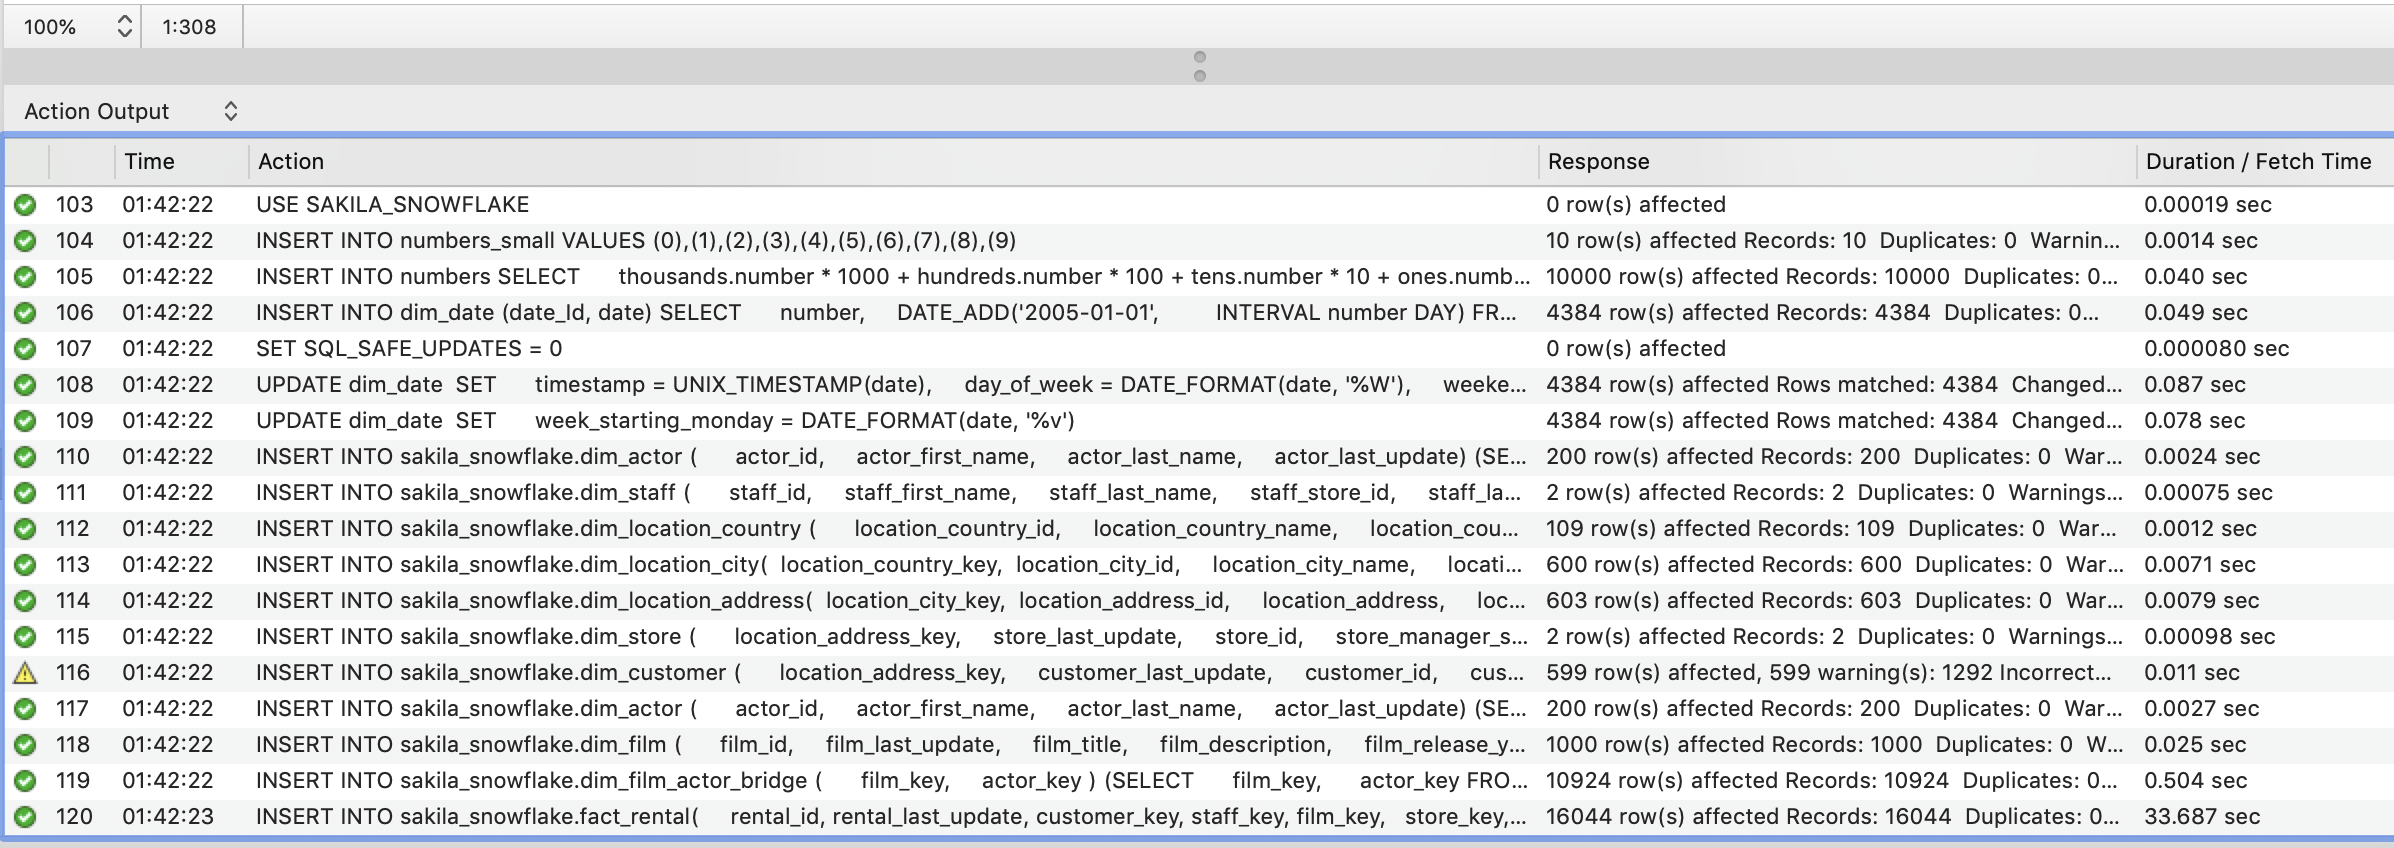 100% 1:308
Action Output
Time Action Response Duration / Fetch Time
103 01:42:22 USE SAKILA_SNOWFLAKE 0 row(s) affected 0.00019 sec
104 01:42:22 INSERT INTO numbers_small VALUES (0),(1),(2),(3),(4),(5),(6),(7),(8),(9) 10 row(s) affected Records: 10 Duplicates: 0 Warnin... 0.0014 sec
105 01:42:22 INSERT INTO numbers SELECT thousands.number * 1000 + hundreds.number * 100 + tens.number * 10 + ones.numb... 10000 row(s) affected Records: 10000 Duplicates: 0... 0.040 sec
106 01:42:22 INSERT INTO dim_date (date_Id, date) SELECT number, DATE_ADD('2005-01-01', INTERVAL number DAY) FR... 4384 row(s) affected Records: 4384 Duplicates: 0... 0.049 sec
107 01:42:22 SET SQL_SAFE_UPDATES = 0 0 row(s) affected 0.000080 sec
108 01:42:22 UPDATE dim_date SET timestamp = UNIX_TIMESTAMP(date), day_of_week = DATE_FORMAT(date, '%W'), weeke... 4384 row(s) affected Rows matched: 4384 Changed... 0.087 sec
109 01:42:22 UPDATE dim_date SET week_starting_monday = DATE_FORMAT(date, '%v') 4384 row(s) affected Rows matched: 4384 Changed... 0.078 sec
110 01:42:22 INSERT INTO sakila_snowflake.dim_actor ( actor_id, actor_first_name, actor_last_name, actor_last_update) (SE... 200 row(s) affected Records: 200 Duplicates: 0 War... 0.0024 sec
111 01:42:22 INSERT INTO sakila_snowflake.dim_staff ( staff_id, staff_first_name, staff_last_name, staff_store_id, staff_la... 2 row(s) affected Records: 2 Duplicates: 0 Warnings... 0.00075 sec
112 01:42:22 INSERT INTO sakila_snowflake.dim_location_country ( location_country_id, location_country_name, location_cou... 109 row(s) affected Records: 109 Duplicates: 0 War... 0.0012 sec
113 01:42:22 INSERT INTO sakila_snowflake.dim_location_city( location_country_key, location_city_id, location_city_name, locati... 600 row(s) affected Records: 600 Duplicates: 0 War... 0.0071 sec
114 01:42:22 INSERT INTO sakila_snowflake.dim_location_address( location_city_key, location_address_id, location_address, loc... 603 row(s) affected Records: 603 Duplicates: 0 War... 0.0079 sec
115 01:42:22 INSERT INTO sakila_snowflake.dim_store ( location_address_key, store_last_update, store_id, store_manager_s... 2 row(s) affected Records: 2 Duplicates: 0 Warnings... 0.00098 sec
116 01:42:22 INSERT INTO sakila_snowflake.dim_customer ( location_address_key, customer_last_update, customer_id, cus... 599 row(s) affected, 599 warning(s): 1292 Incorrect... 0.011 sec
117 01:42:22 INSERT INTO sakila_snowflake.dim_actor ( actor_id, actor_first_name, actor_last_name, actor_last_update) (SE... 200 row(s) affected Records: 200 Duplicates: 0 War... 0.0027 sec
118 01:42:22 INSERT INTO sakila_snowflake.dim_film ( film_id, film_last_update, film_title, film_description, film_release_y... 1000 row(s) affected Records: 1000 Duplicates: 0 W... 0.025 sec
119 01:42:22 INSERT INTO sakila_snowflake.dim_film_actor_bridge ( film_key, actor_key ) (SELECT film_key, actor_key FRO... 10924 row(s) affected Records: 10924 Duplicates: 0... 0.504 sec
120 01:42:23 INSERT INTO sakila_snowflake.fact_rental( rental_id, rental_last_update, customer_key, staff_key, film_key, store_key,... 16044 row(s) affected Records: 16044 Duplicates: 0... 33.687 sec